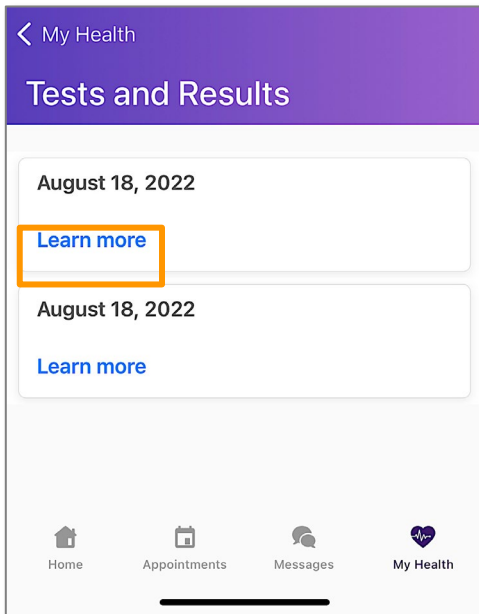 My Health
Tests and Results
August 18, 2022
Learn more
August 18, 2022
Learn more
Home Appointments Messages My Health